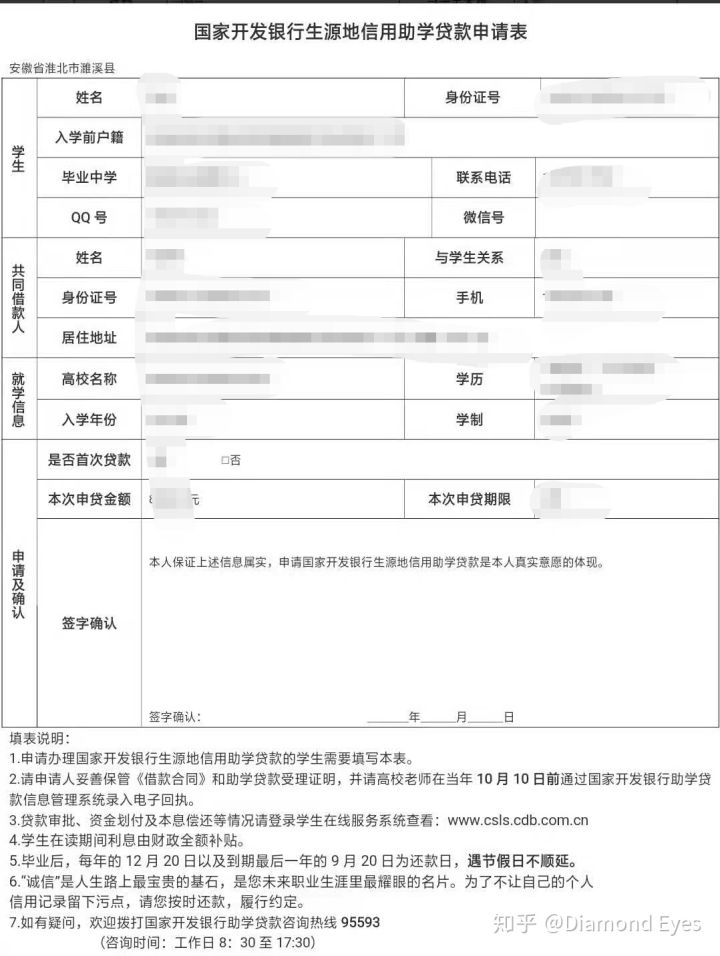 国家开发银行生源地信用助学贷款申请表
安徽省淮北市濉溪县
学生
姓名 身份证号
入学前户籍
毕业中学 联系电话
QQ 号 微信号
共同借款人
姓名 与学生关系
身份证号 手机
居住地址
就学信息
高校名称 学历
入学年份 学制
申请及确认
是否首次贷款 □否
本次申贷金额 元 本次申贷期限
签字确认
本人保证上述信息属实，申请国家开发银行生源地信用助学贷款是本人真实意愿的体现。
签字确认： ______年______月______日
填表说明：
1.申请办理国家开发银行生源地信用助学贷款的学生需要填写本表。
2.请申请人妥善保管《借款合同》和助学贷款受理证明，并请高校老师在当年 10 月 10 日前通过国家开发银行助学贷
款信息管理系统录入电子回执。
3.贷款审批、资金划付及本息偿还等情况请登录学生在线服务系统查看：www.csls.cdb.com.cn
4.学生在读期间利息由财政全额补贴。
5.毕业后，每年的 12 月 20 日以及到期最后一年的 9 月 20 日为还款日，遇节假日不顺延。
6.“诚信”是人生路上最宝贵的基石，是您未来职业生涯里最耀眼的名片。为了不让自己的个人
信用记录留下污点，请您按时还款，履行约定。
7.如有疑问，欢迎拨打国家开发银行助学贷款咨询热线 95593
（咨询时间：工作日 8：30 至 17:30）
知乎 @Diamond Eyes